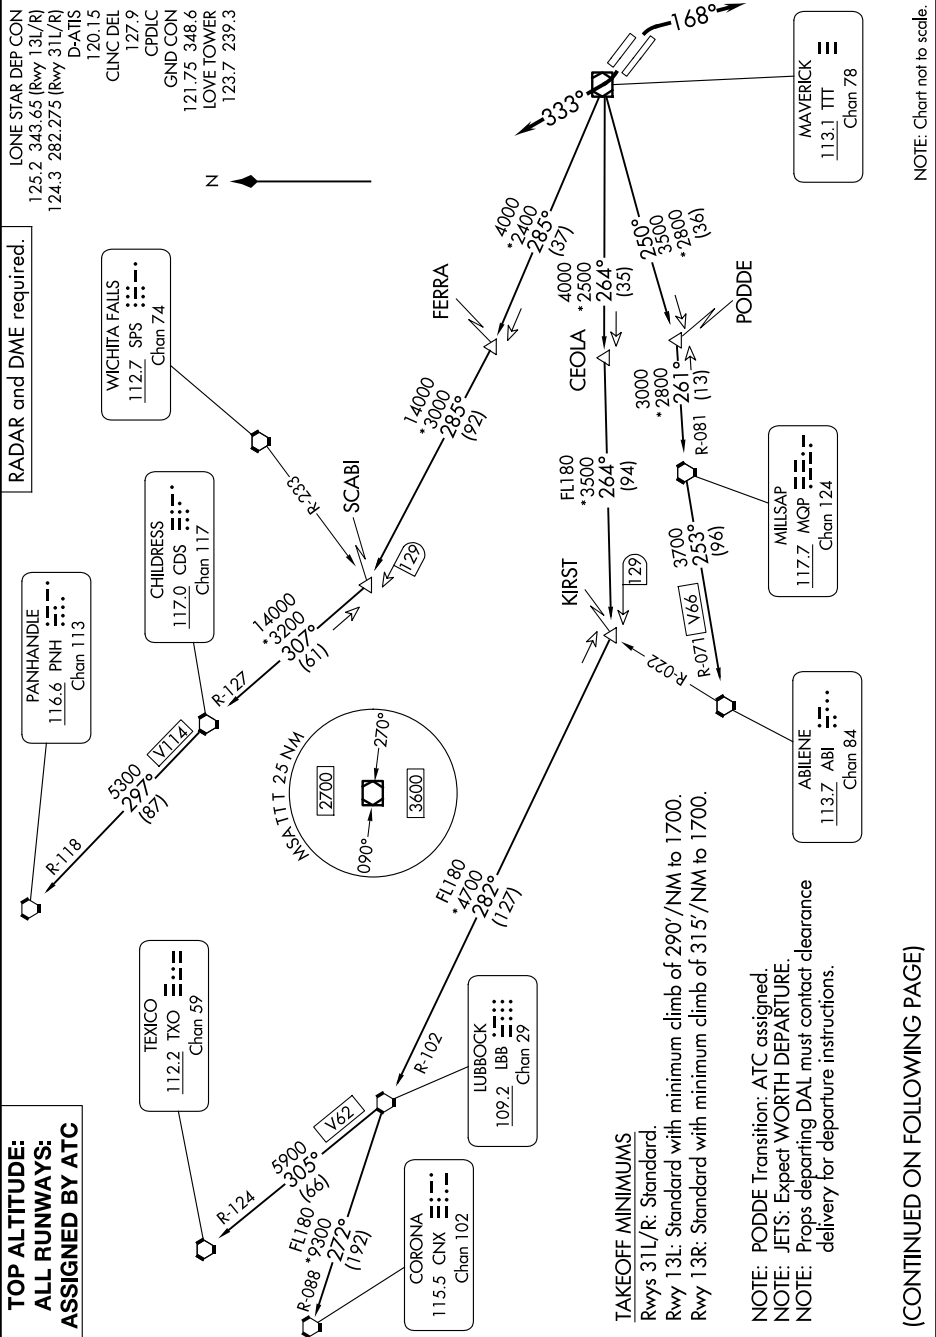 TOP ALTITUDE:
ALL RUNWAYS:
ASSIGNED BY ATC
RADAR and DME required.
LONE STAR DEP CON
125.2 343.65 (Rwy 13L/R)
124.3 282.275 (Rwy 31L/R)
D-ATIS
120.15
CLNC DEL
127.9
CPDLC
GND CON
121.75 348.6
LOVE TOWER
123.7 239.3
N
PANHANDLE
116.6 PNH
Chan 113
CHILDRESS
117.0 CDS
Chan 117
WICHITA FALLS
112.7 SPS
Chan 74
R-118
5300
297°
(87)
V114
R-127
14000
*3200
307°
(61)
R-233
SCABI
129
14000
*3000
285°
(92)
FERRA
4000
*2400
285°
(37)
333°
168°
TEXICO
112.2 TXO
Chan 59
R-124
5900
305°
(66)
V62
MSA TTT 25 NM
2700
3600
090°
270°
FL180
*4700
282°
(127)
R-102
KIRST
129
FL180
*3500
264°
(94)
CEOLA
4000
*2500
264°
(35)
250°
3500
*2800
(36)
PODDE
3000
*2800
261°
(13)
R-081
3700
253°
(96)
V66
R-071
R-022
FL180
*9300
272°
(192)
R-088
CORONA
115.5 CNX
Chan 102
LUBBOCK
109.2 LBB
Chan 29
ABILENE
113.7 ABI
Chan 84
MILLSAP
117.7 MQP
Chan 124
MAVERICK
113.1 TTT
Chan 78
TAKEOFF MINIMUMS
Rwys 31L/R: Standard.
Rwy 13L: Standard with minimum climb of 290'/NM to 1700.
Rwy 13R: Standard with minimum climb of 315'/NM to 1700.
NOTE: PODDE Transition: ATC assigned.
NOTE: JETS: Expect WORTH DEPARTURE.
NOTE: Props departing DAL must contact clearance
delivery for departure instructions.
(CONTINUED ON FOLLOWING PAGE)
NOTE: Chart not to scale.